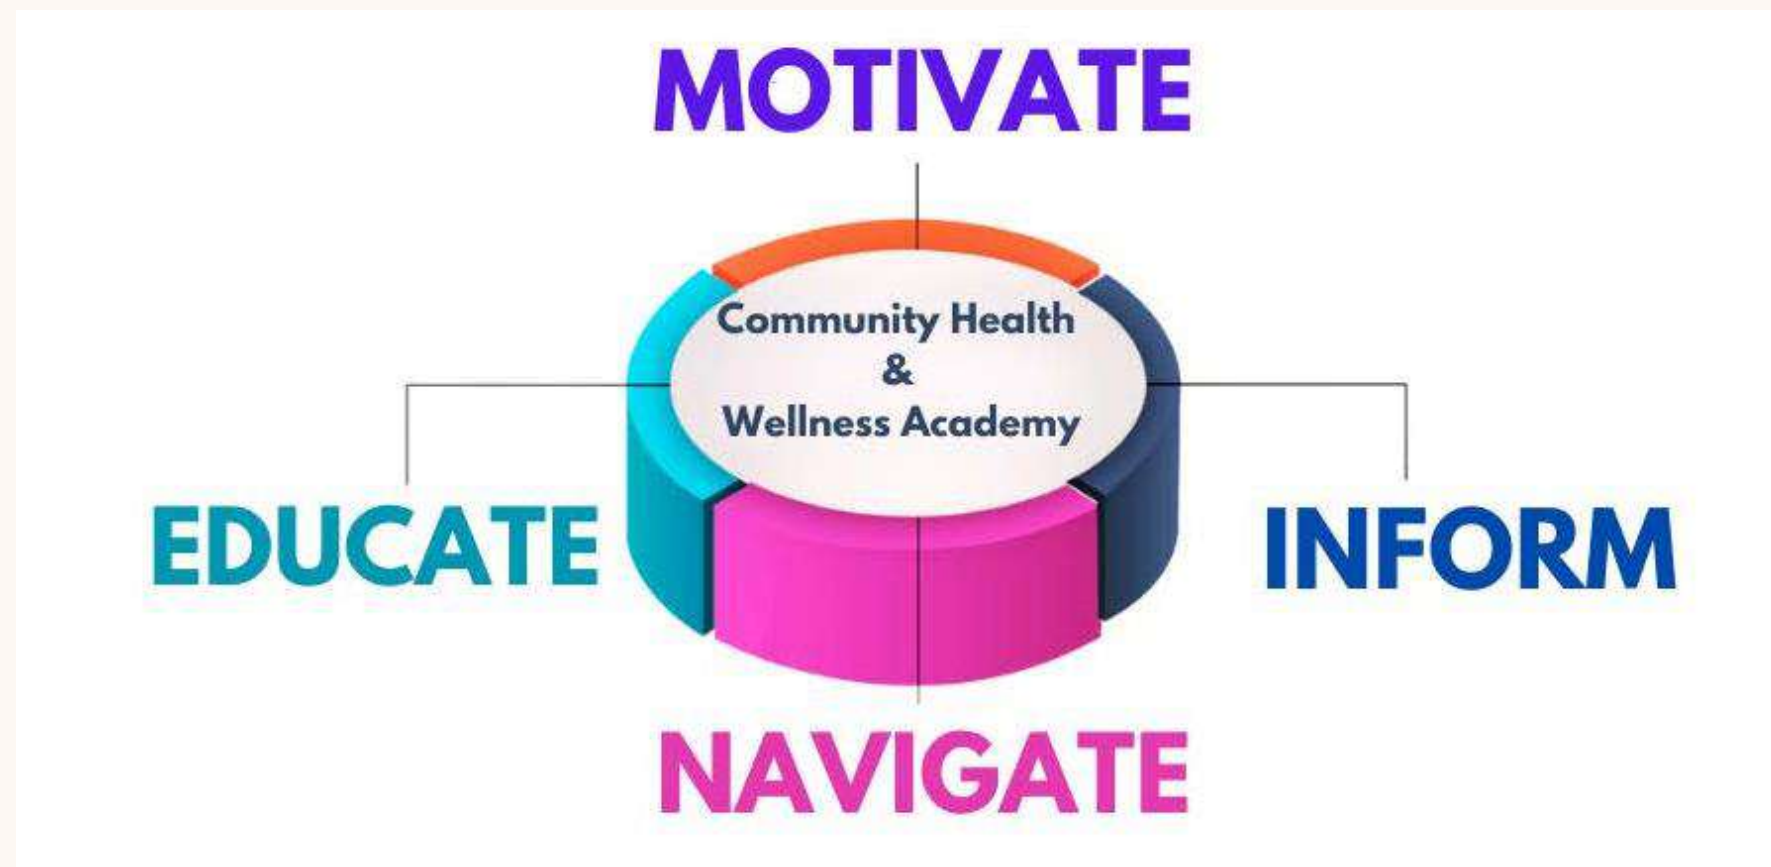 MOTIVATE
Community Health
&
Wellness Academy
EDUCATE
INFORM
NAVIGATE